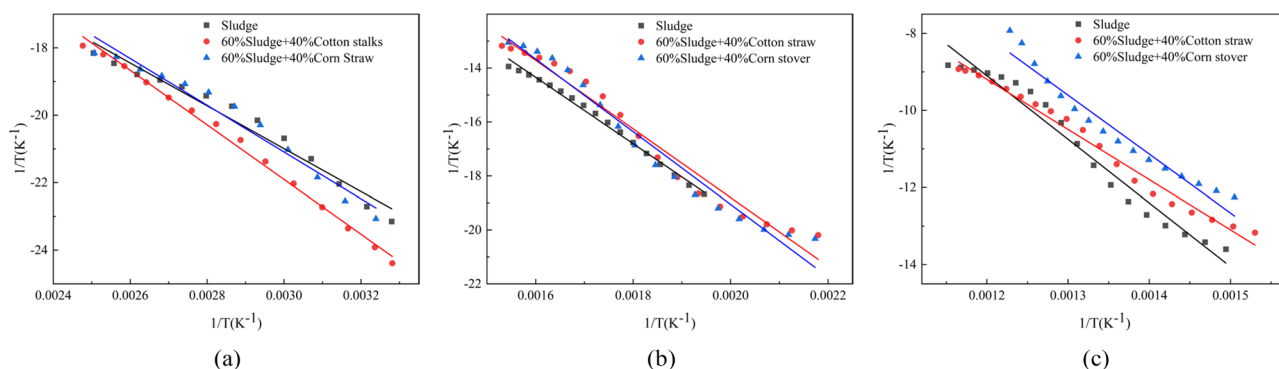 Sludge
60%Sludge+40%Cotton stalks
60%Sludge+40%Corn Straw
-18
-20
-22
-24
1/T(K⁻¹)
0.0024 0.0026 0.0028 0.0030 0.0032
1/T(K⁻¹)
(a)
Sludge
60%Sludge+40%Cotton straw
60%Sludge+40%Corn stover
-12
-14
-16
-18
-20
-22
1/T(K⁻¹)
0.0016 0.0018 0.0020 0.0022
1/T(K⁻¹)
(b)
Sludge
60%Sludge+40%Cotton straw
60%Sludge+40%Corn stover
-8
-10
-12
-14
1/T(K⁻¹)
0.0012 0.0013 0.0014 0.0015
1/T(K⁻¹)
(c)